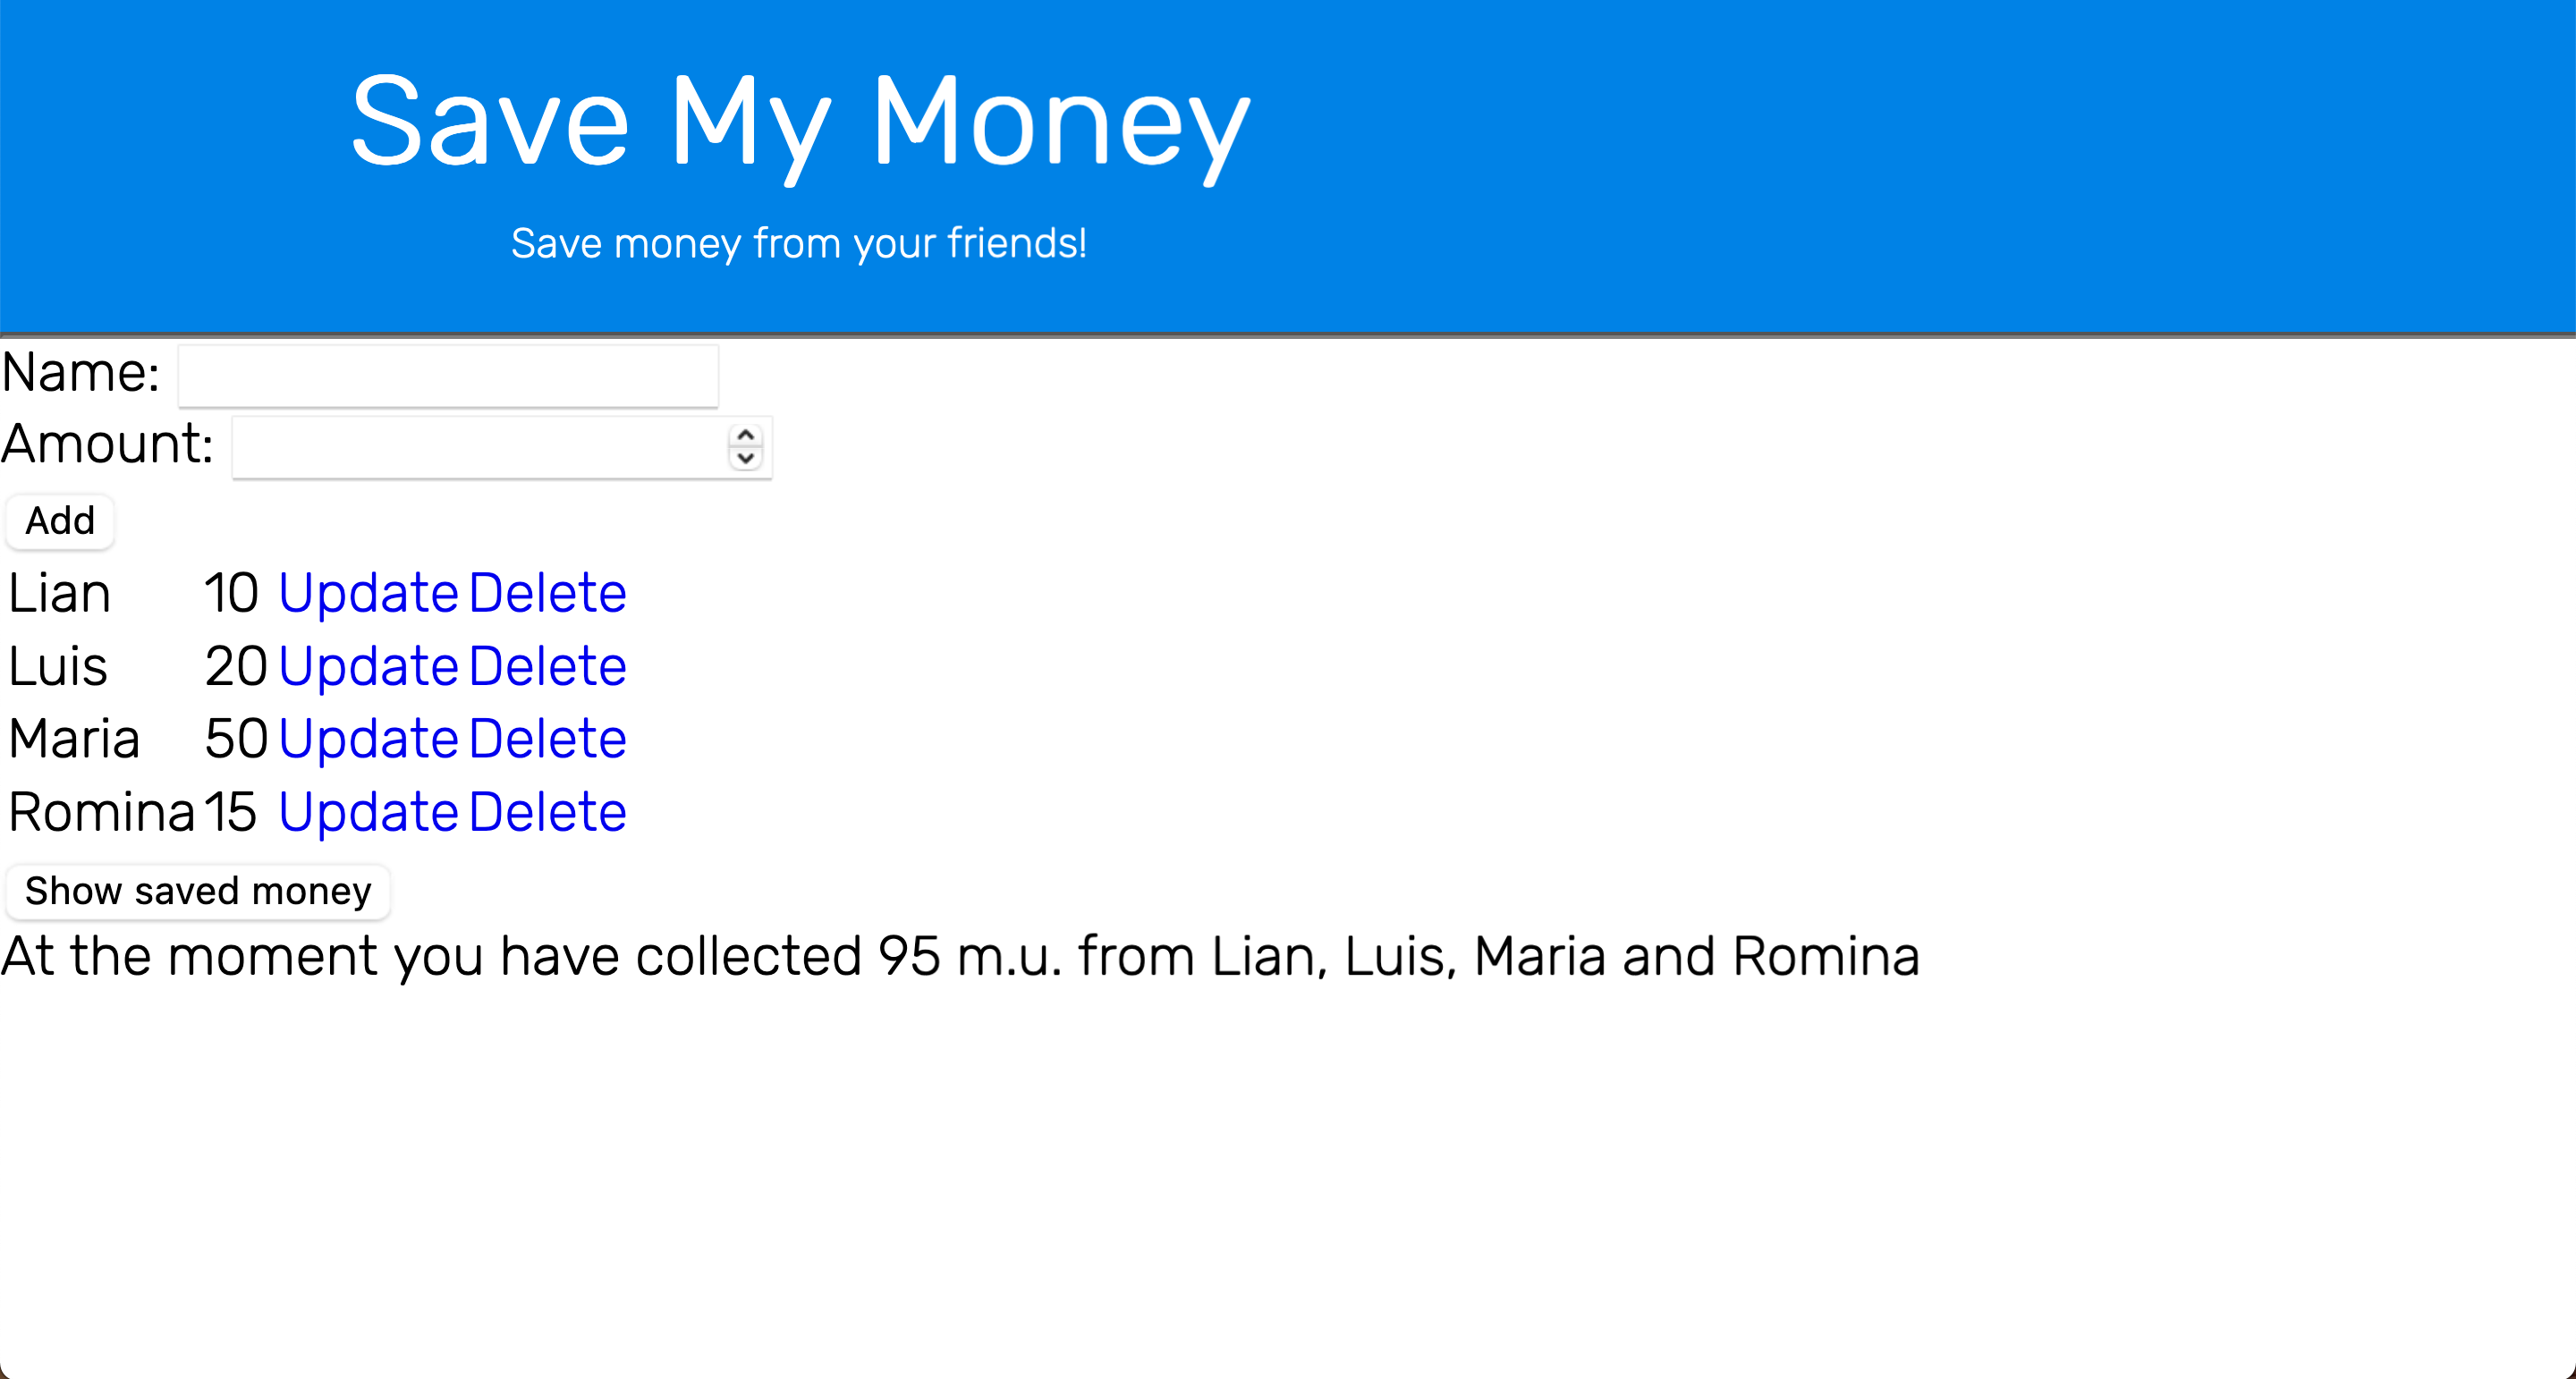 Save My Money
Save money from your friends!
Name:
Amount:
Add
Lian 10 Update Delete
Luis 20 Update Delete
Maria 50 Update Delete
Romina 15 Update Delete
Show saved money
At the moment you have collected 95 m.u. from Lian, Luis, Maria and Romina